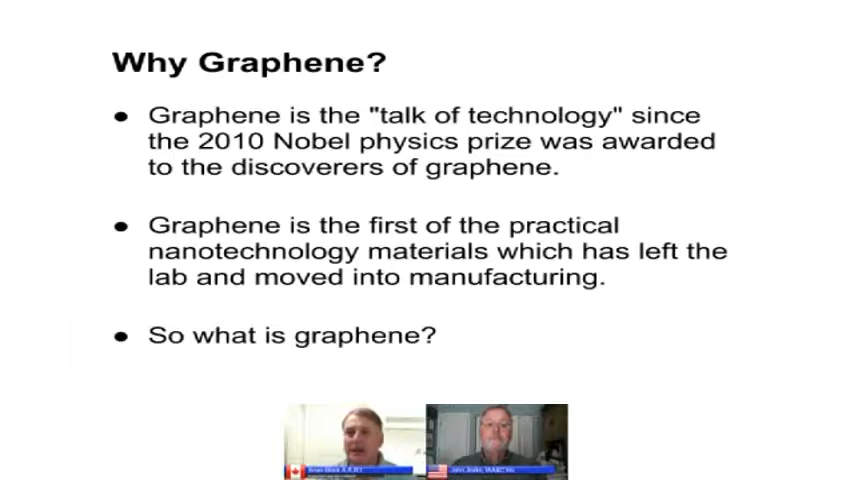 Why Graphene?
● Graphene is the "talk of technology" since
the 2010 Nobel physics prize was awarded
to the discoverers of graphene.
● Graphene is the first of the practical
nanotechnology materials which has left the
lab and moved into manufacturing.
● So what is graphene?